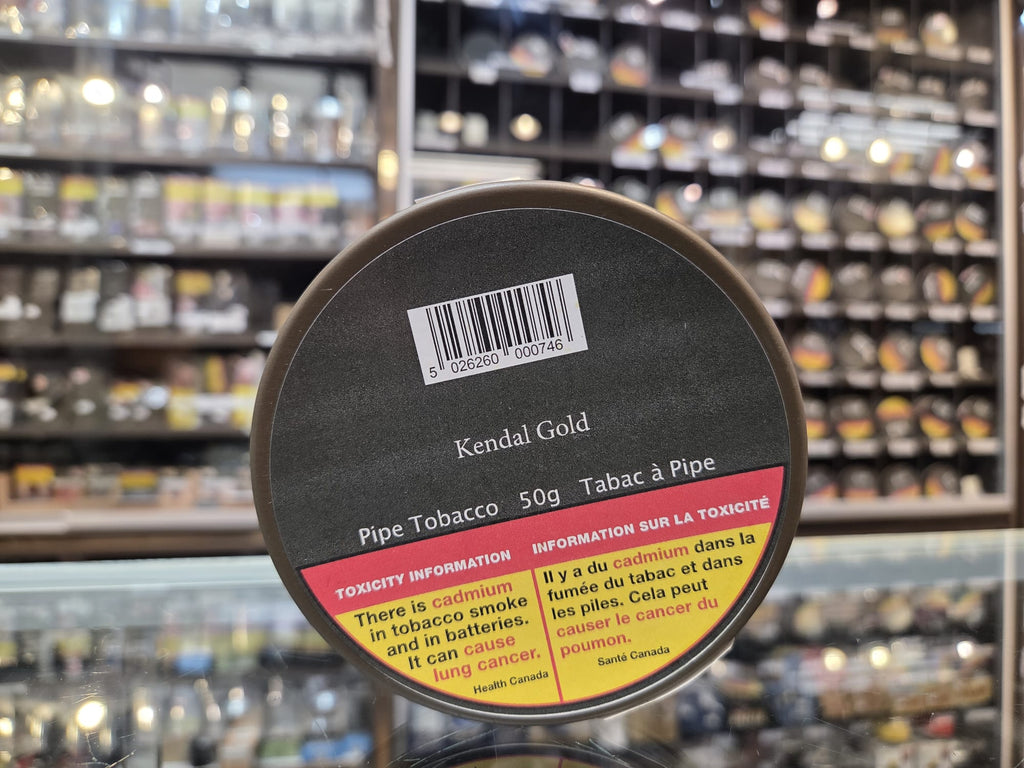 5 026260 000746
Kendal Gold
Pipe Tobacco 50g Tabac à Pipe
TOXICITY INFORMATION
There is cadmium
in tobacco smoke
and in batteries.
It can cause
lung cancer.
Health Canada
INFORMATION SUR LA TOXICITÉ
Il y a du cadmium dans la
fumée du tabac et dans
les piles. Cela peut
causer le cancer du
poumon.
Santé Canada